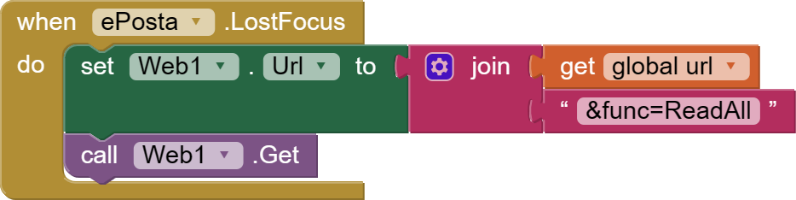 when ePosta .LostFocus
do set Web1 . Url to join get global url
“ &func=ReadAll ”
call Web1 .Get